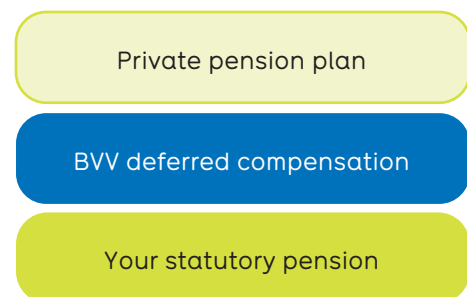 Private pension plan
BVV deferred compensation
Your statutory pension